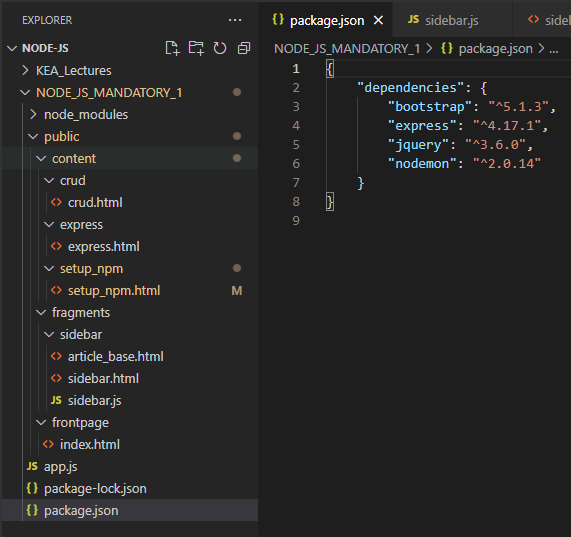 EXPLORER ...
NODE-JS
KEA_Lectures
NODE_JS_MANDATORY_1
node_modules
public
content
crud
<> crud.html
express
<> express.html
setup_npm
<> setup_npm.html M
fragments
sidebar
<> article_base.html
<> sidebar.html
JS sidebar.js
frontpage
<> index.html
JS app.js
{} package-lock.json
{} package.json
{} package.json × JS sidebar.js <> sideb
NODE_JS_MANDATORY_1 > {} package.json > ...
1 {
2 "dependencies": {
3 "bootstrap": "^5.1.3",
4 "express": "^4.17.1",
5 "jquery": "^3.6.0",
6 "nodemon": "^2.0.14"
7 }
8 }
9